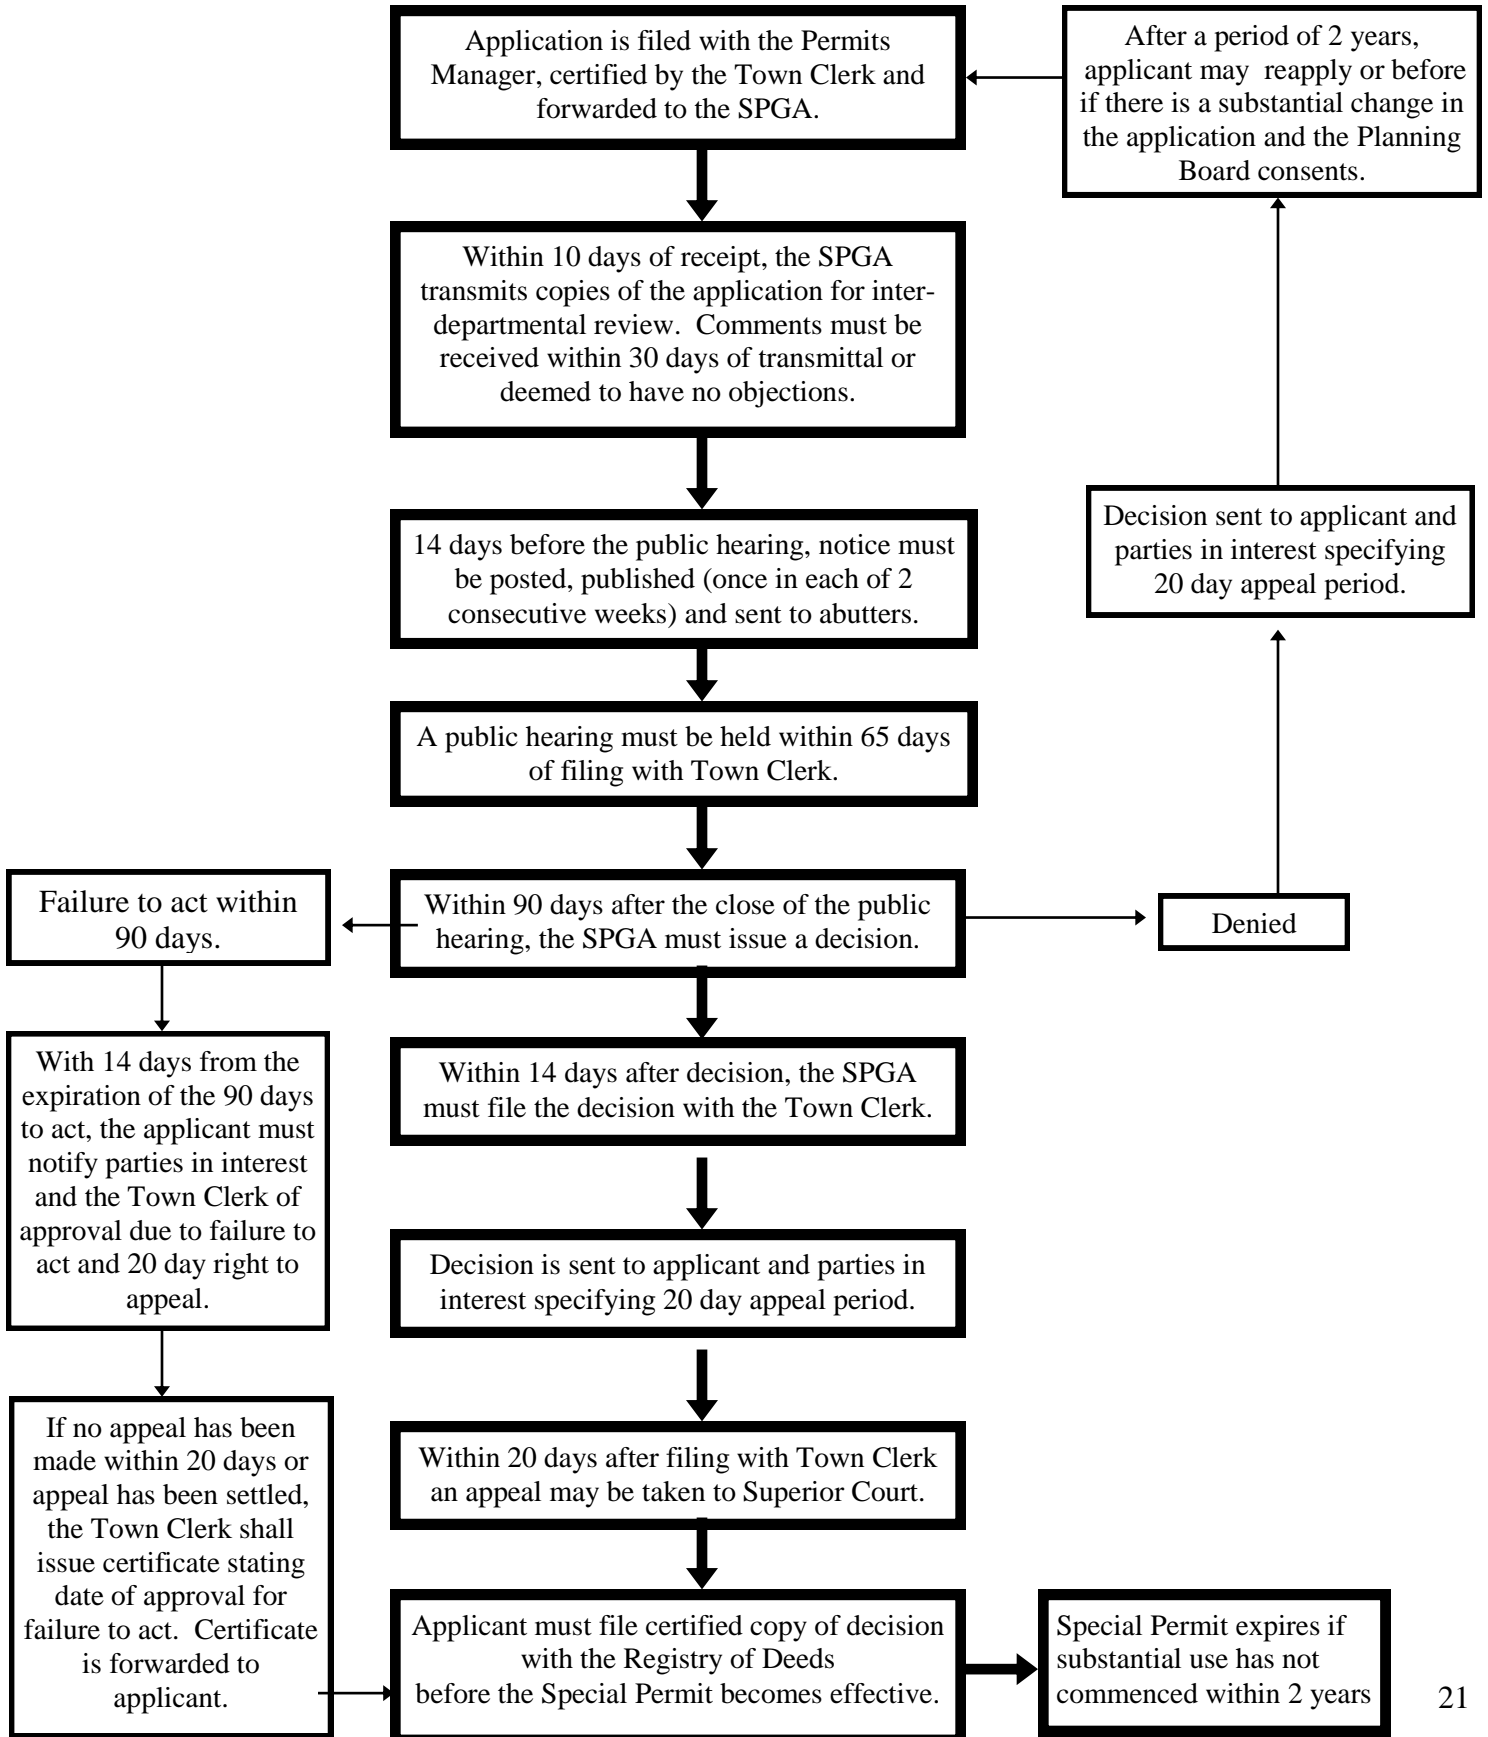 Application is filed with the Permits
Manager, certified by the Town Clerk and
forwarded to the SPGA.
After a period of 2 years,
applicant may reapply or before
if there is a substantial change in
the application and the Planning
Board consents.
Within 10 days of receipt, the SPGA
transmits copies of the application for inter-
departmental review. Comments must be
received within 30 days of transmittal or
deemed to have no objections.
14 days before the public hearing, notice must
be posted, published (once in each of 2
consecutive weeks) and sent to abutters.
Decision sent to applicant and
parties in interest specifying
20 day appeal period.
A public hearing must be held within 65 days
of filing with Town Clerk.
Failure to act within
90 days.
Within 90 days after the close of the public
hearing, the SPGA must issue a decision.
Denied
With 14 days from the
expiration of the 90 days
to act, the applicant must
notify parties in interest
and the Town Clerk of
approval due to failure to
act and 20 day right to
appeal.
Within 14 days after decision, the SPGA
must file the decision with the Town Clerk.
Decision is sent to applicant and parties in
interest specifying 20 day appeal period.
If no appeal has been
made within 20 days or
appeal has been settled,
the Town Clerk shall
issue certificate stating
date of approval for
failure to act. Certificate
is forwarded to
applicant.
Within 20 days after filing with Town Clerk
an appeal may be taken to Superior Court.
Applicant must file certified copy of decision
with the Registry of Deeds
before the Special Permit becomes effective.
Special Permit expires if
substantial use has not
commenced within 2 years
21